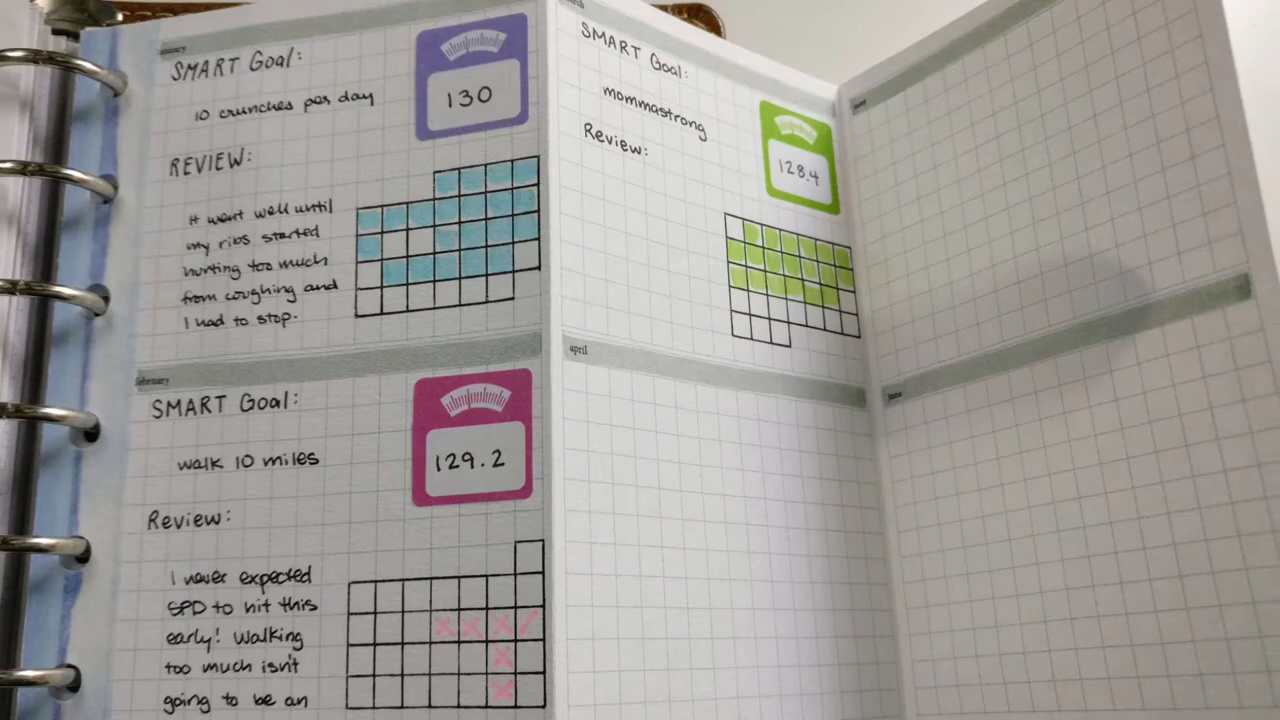 SMART Goal:
10 crunches per day
130
REVIEW:
It went well until
my ribs started
hurting too much
from coughing and
I had to stop.
february
SMART Goal:
walk 10 miles
129.2
Review:
I never expected
SPD to hit this
early! Walking
too much isn't
going to be an
SMART Goal:
mommastrong
128.4
Review:
april